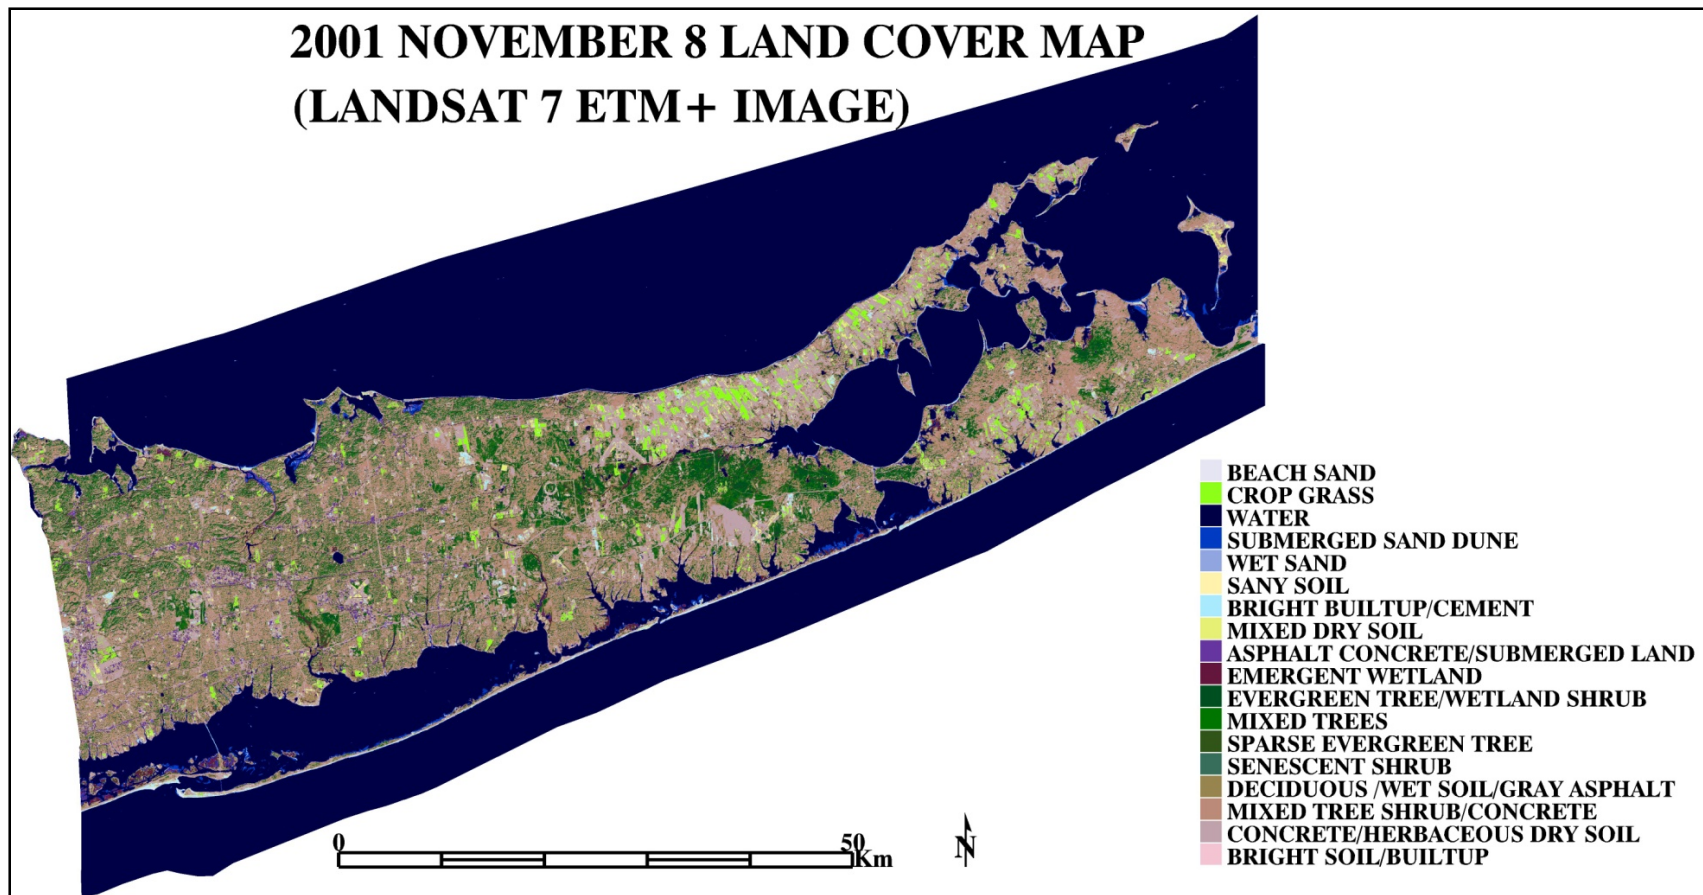 2001 NOVEMBER 8 LAND COVER MAP
(LANDSAT 7 ETM+ IMAGE)
BEACH SAND
CROP GRASS
WATER
SUBMERGED SAND DUNE
WET SAND
SANY SOIL
BRIGHT BUILTUP/CEMENT
MIXED DRY SOIL
ASPHALT CONCRETE/SUBMERGED LAND
EMERGENT WETLAND
EVERGREEN TREE/WETLAND SHRUB
MIXED TREES
SPARSE EVERGREEN TREE
SENESCENT SHRUB
DECIDUOUS /WET SOIL/GRAY ASPHALT
MIXED TREE SHRUB/CONCRETE
CONCRETE/HERBACEOUS DRY SOIL
BRIGHT SOIL/BUILTUP
0 50
Km
N